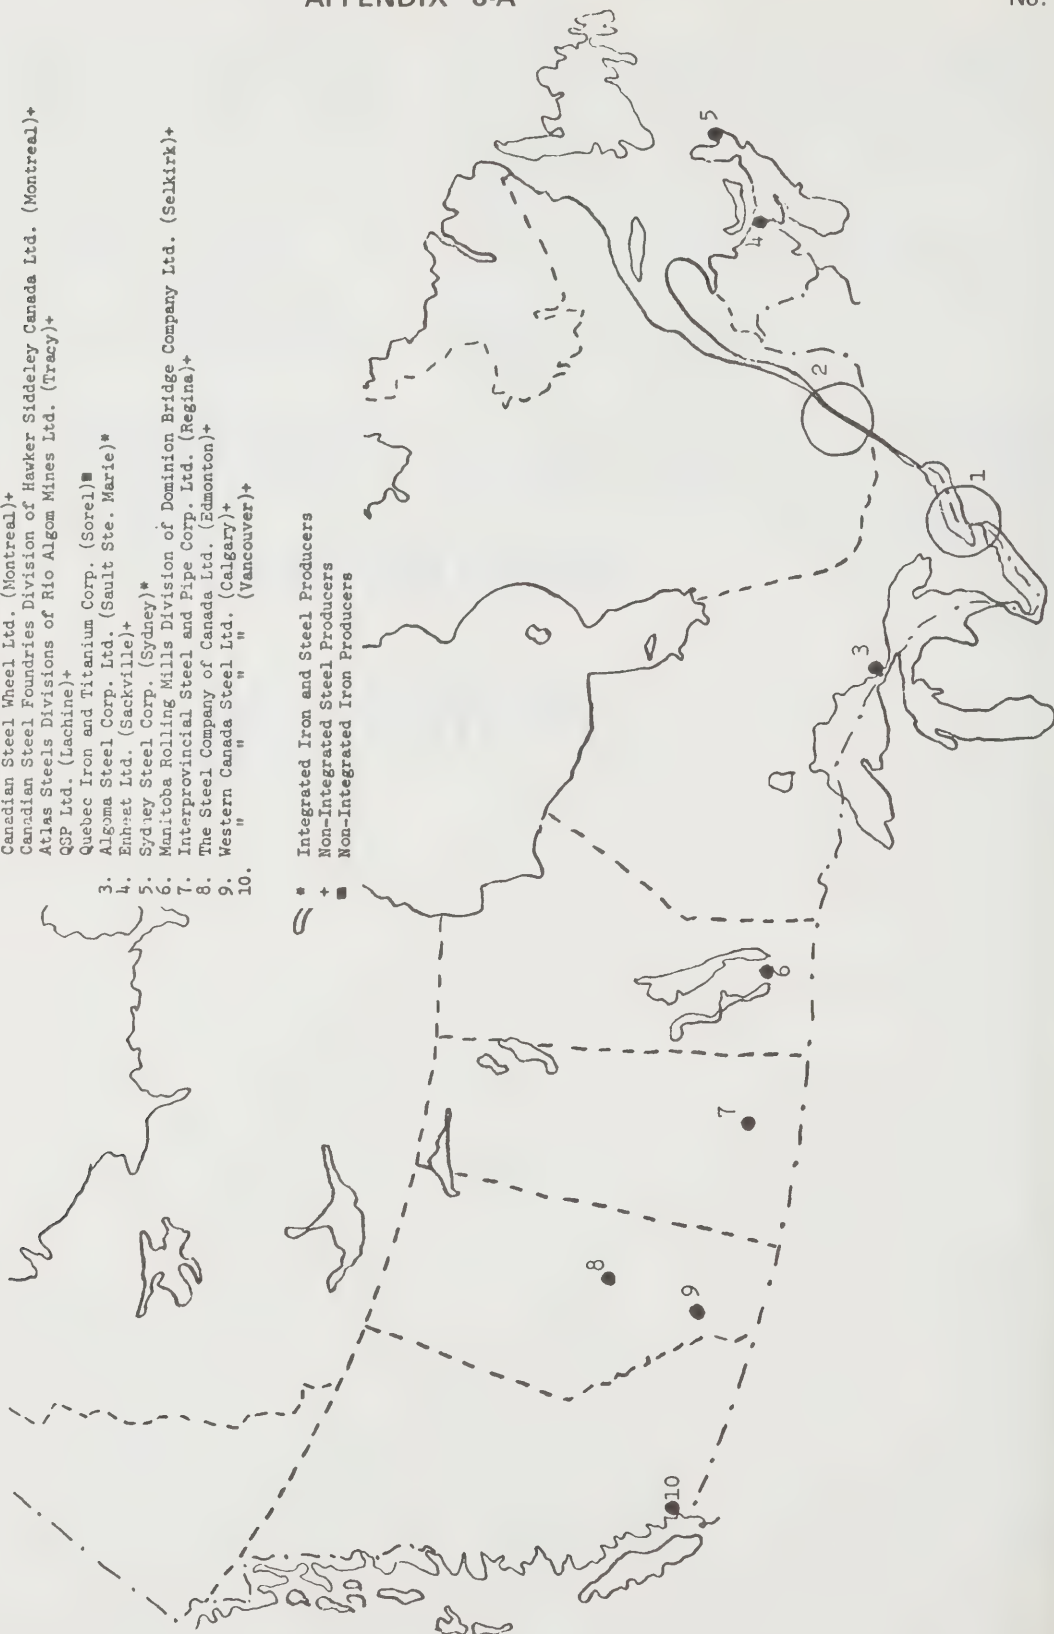 APPENDIX
No.
Canadian Steel Wheel Ltd. (Montreal)+
Canadian Steel Foundries Division of Hawker Siddeley Canada Ltd. (Montreal)+
Atlas Steels Divisions of Rio Algom Mines Ltd. (Tracy)+
QSP Ltd. (Lachine)+
Quebec Iron and Titanium Corp. (Sorel)■
3. Algoma Steel Corp. Ltd. (Sault Ste. Marie)*
4. Enheat Ltd. (Sackville)+
5. Sydney Steel Corp. (Sydney)*
6. Manitoba Rolling Mills Division of Dominion Bridge Company Ltd. (Selkirk)+
7. Interprovincial Steel and Pipe Corp. Ltd. (Regina)+
8. The Steel Company of Canada Ltd. (Edmonton)+
9. Western Canada Steel Ltd. (Calgary)+
10. " " " " (Vancouver)+
* Integrated Iron and Steel Producers
+ Non-Integrated Steel Producers
■ Non-Integrated Iron Producers
1
2
3
4
5
6
7
8
9
10